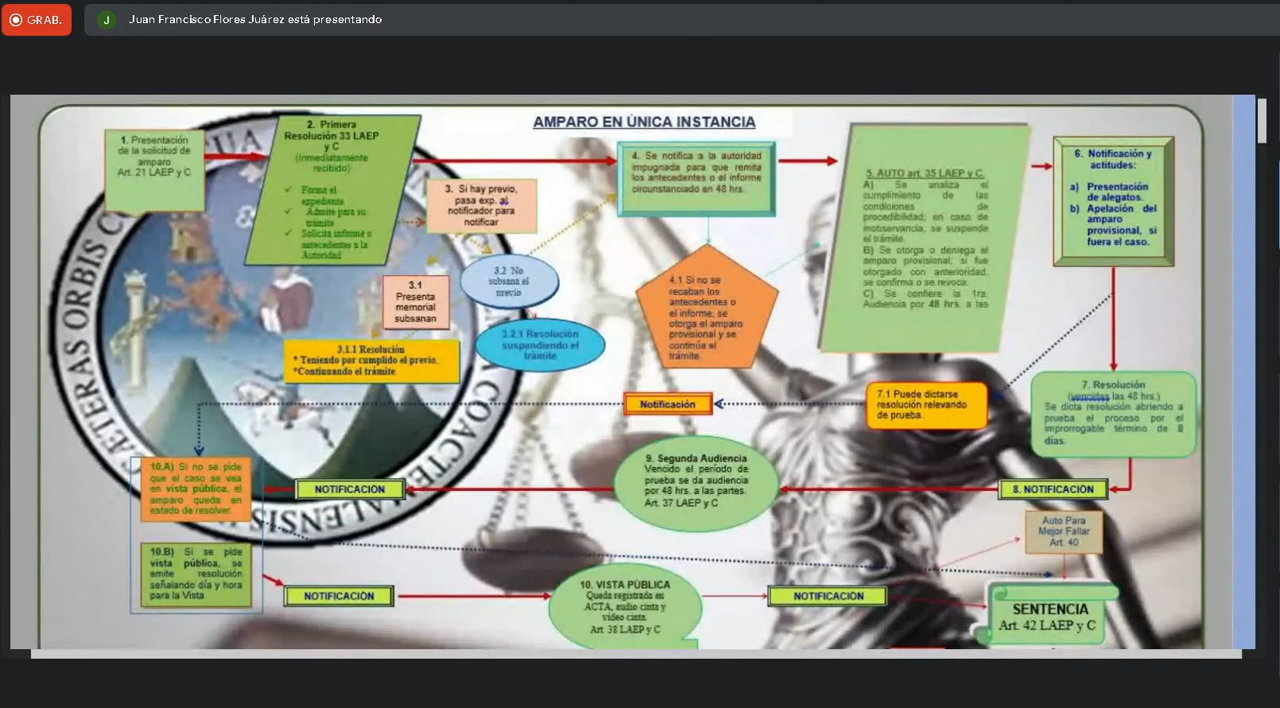 GRAB.
J
Juan Francisco Flores Juárez está presentando
AMPARO EN ÚNICA INSTANCIA
1. Presentación
de la solicitud de
amparo
Art. 21 LAEP y C
2. Primera
Resolución 33 LAEP
y C
(inmediatamente
recibido)
✓ Forma el
expediente
✓ Admite para su
trámite
✓ Solicita informe o
antecedentes a la
Autoridad
3. Si hay previo,
pasa exp. al
notificador para
notificar
3.1
Presenta
memorial
subsanan
3.1.1 Resolución
* Teniendo por cumplido el previo.
*Continuando el trámite
3.2 No
subsana el
previo
3.2.1 Resolución
suspendiendo el
trámite
4. Se notifica a la autoridad
impugnada para que remita
los antecedentes o el informe
circunstanciado en 48 hrs.
4.1 Si no se
recaban los
antecedentes o
el informe, se
otorga el amparo
provisional y se
continúa el
trámite.
5. AUTO art. 35 LAEP y C.
A) Se analiza el
cumplimiento de las
condiciones de
procedibilidad; en caso de
inobservancia, se suspende
el trámite.
B) Se otorga o deniega el
amparo provisional; si fue
otorgado con anterioridad,
se confirma o se revoca.
C) Se confiere la 1ra.
Audiencia por 48 hrs. a las
6. Notificación y
actitudes:
a) Presentación
de alegatos.
b) Apelación del
amparo
provisional, si
fuera el caso.
7. Resolución
(vencidas las 48 hrs.)
Se dicta resolución abriendo a
prueba el proceso por el
improrrogable término de 8
días.
7.1 Puede dictarse
resolución relevando
de prueba.
Notificación
8. NOTIFICACIÓN
9. Segunda Audiencia
Vencido el período de
prueba se da audiencia
por 48 hrs. a las partes.
Art. 37 LAEP y C
NOTIFICACIÓN
10.A) Si no se pide
que el caso se vea
en vista pública, el
amparo queda en
estado de resolver.
10.B) Si se pide
vista pública, se
emite resolución
señalando día y hora
para la Vista.
NOTIFICACIÓN
10. VISTA PÚBLICA
Queda registrada en
ACTA, audio cinta y
video cinta.
Art. 38 LAEP y C
NOTIFICACIÓN
Auto Para
Mejor Fallar
Art. 40
SENTENCIA
Art. 42 LAEP y C
CAETERAS ORBIS